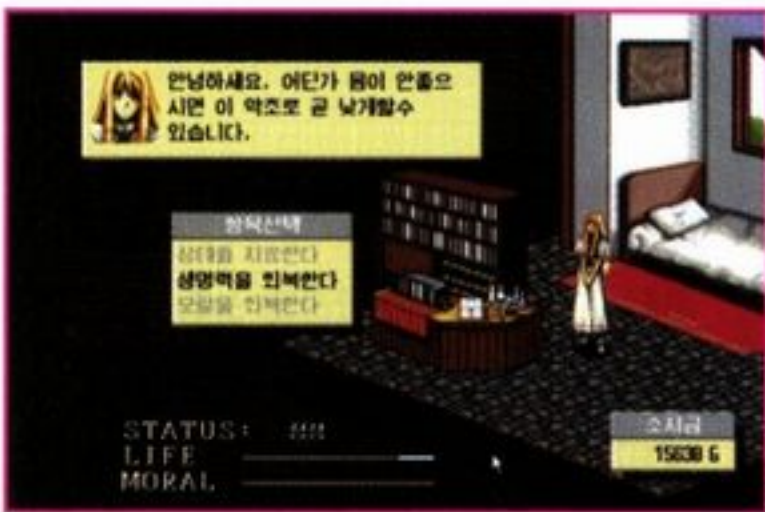 안녕하세요. 어딘가 몸이 안좋으
시면 이 약초로 곧 낫게할수
있습니다.
항목선택
상태를 치료한다
생명력을 회복한다
모랄을 회복한다
STATUS:
LIFE
MORAL
소지금
15638 G